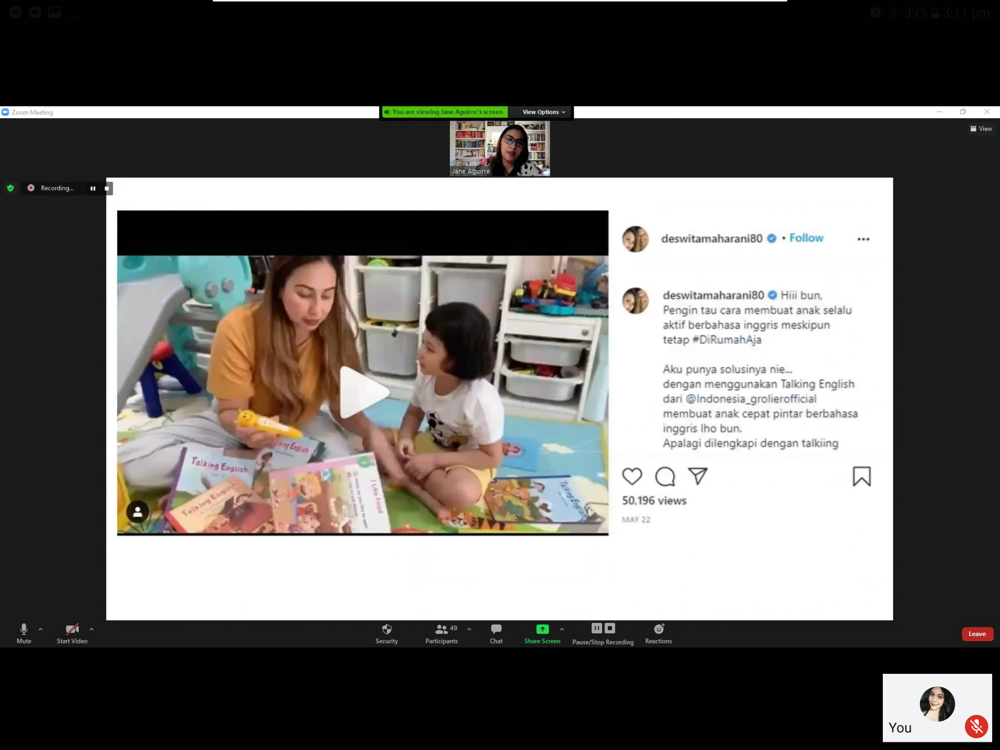 39% 3:11 pm
Zoom Meeting
You are viewing Jane Aguirre's screen
View Options
View
Jane Aguirre
Recording...
deswitamaharani80 • Follow
deswitamaharani80 Hiii bun,
Pengin tau cara membuat anak selalu
aktif berbahasa inggris meskipun
tetap #DiRumahAja
Aku punya solusinya nie...
dengan menggunakan Talking English
dari @Indonesia_grolierofficial
membuat anak cepat pintar berbahasa
inggris lho bun.
Apalagi dilengkapi dengan talkiing
50,196 views
MAY 22
Talking English
Talking English
I Like Food
Talking English
Mute
Start Video
Security
Participants
49
Chat
Share Screen
Pause/Stop Recording
Reactions
Leave
You